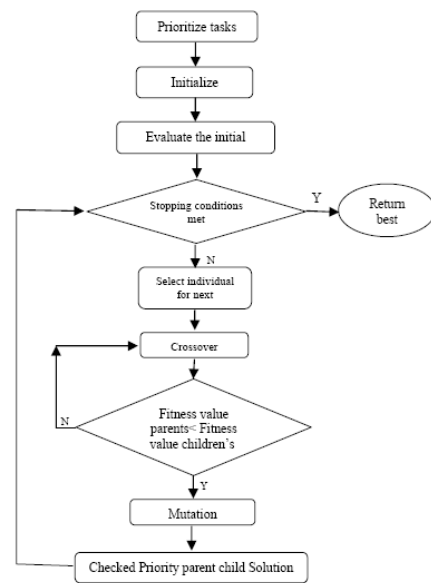 Prioritize tasks
Initialize
Evaluate the initial
Stopping conditions
met
Y
Return
best
N
Select individual
for next
Crossover
Fitness value
parents< Fitness
value children's
N
Y
Mutation
Checked Priority parent child Solution